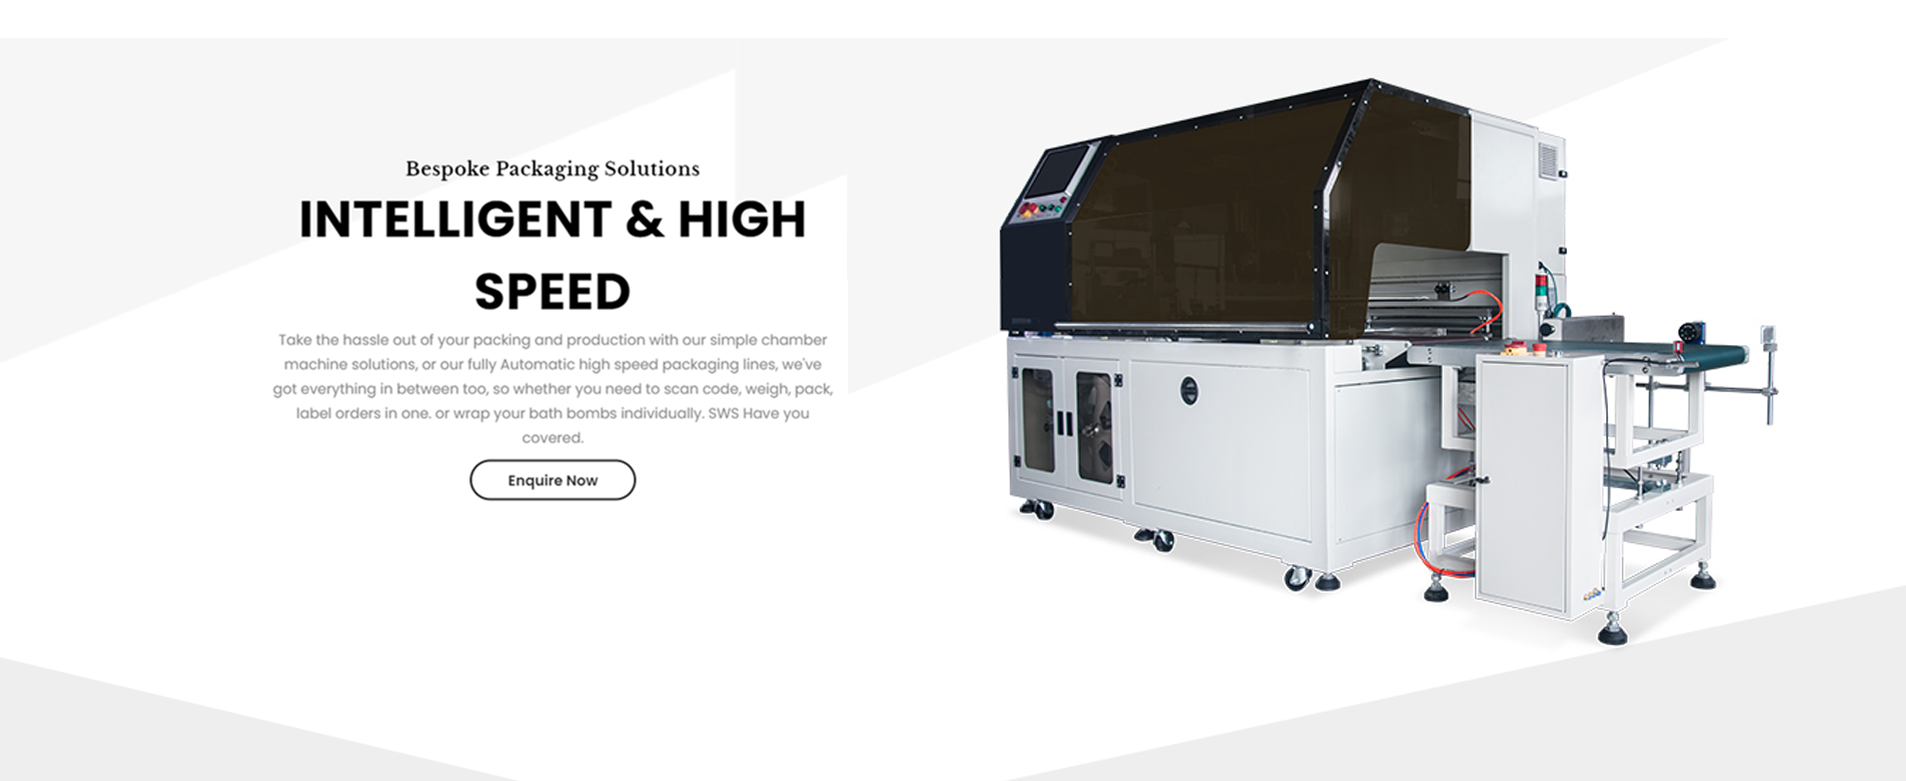 Bespoke Packaging Solutions
INTELLIGENT & HIGH
SPEED
Take the hassle out of your packing and production with our simple chamber
machine solutions, or our fully Automatic high speed packaging lines, we've
got everything in between too, so whether you need to scan code, weigh, pack,
label orders in one. or wrap your bath bombs individually. SWS Have you
covered.
Enquire Now